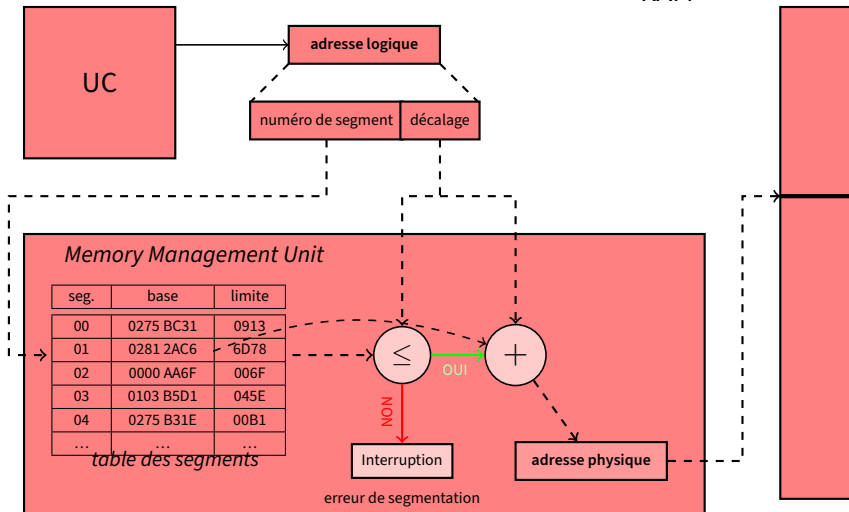 UC
adresse logique
numéro de segment décalage
Memory Management Unit
seg. base limite
00 0275 BC31 0913
01 0281 2AC6 6D78
02 0000 AA6F 006F
03 0103 B5D1 045E
04 0275 B31E 00B1
... ... ...
table des segments
≤
OUI
+
NON
Interruption
adresse physique
erreur de segmentation